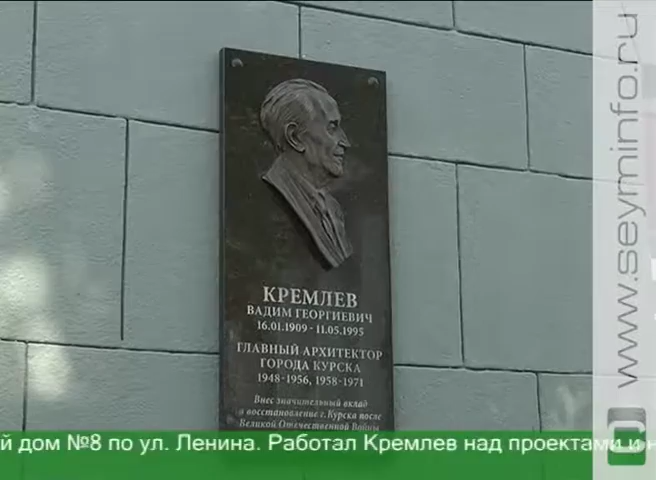 КРЕМЛЕВ
ВАДИМ ГЕОРГИЕВИЧ
16.01.1909 - 11.05.1995
ГЛАВНЫЙ АРХИТЕКТОР
ГОРОДА КУРСКА
1948-1956, 1958-1971
Внес значительный вклад
в восстановление г.Курска после
Великой Отечественной Войны
й дом №8 по ул. Ленина. Работал Кремлев над проектами и н
www.seyminfo.ru